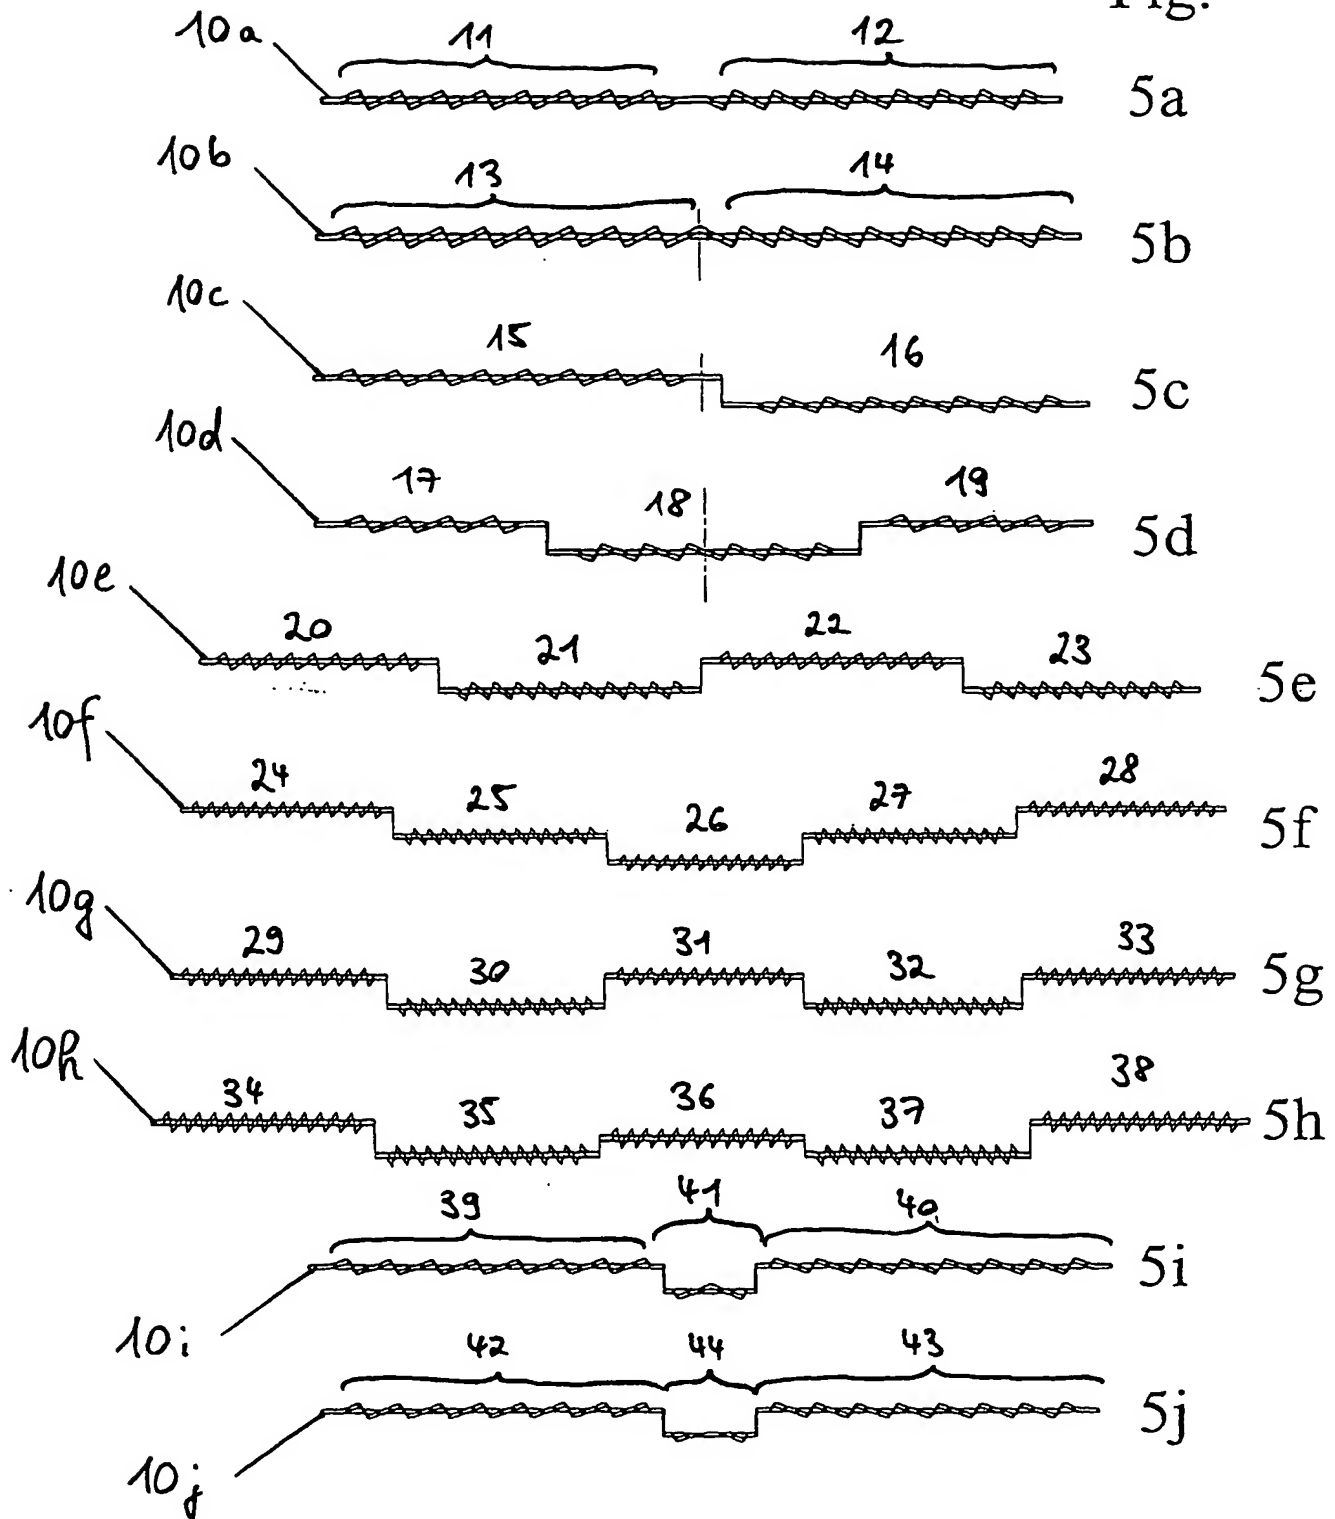 Fig.
10a 11 12 5a
10b 13 14 5b
10c 15 16 5c
10d 17 18 19 5d
10e 20 21 22 23 5e
10f 24 25 26 27 28 5f
10g 29 30 31 32 33 5g
10h 34 35 36 37 38 5h
39 41 40 5i
10i
42 44 43 5j
10j